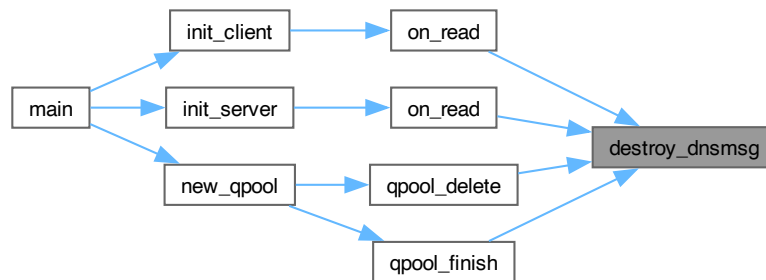 init_client
on_read
main
init_server
on_read
destroy_dnsmsg
new_qpool
qpool_delete
qpool_finish